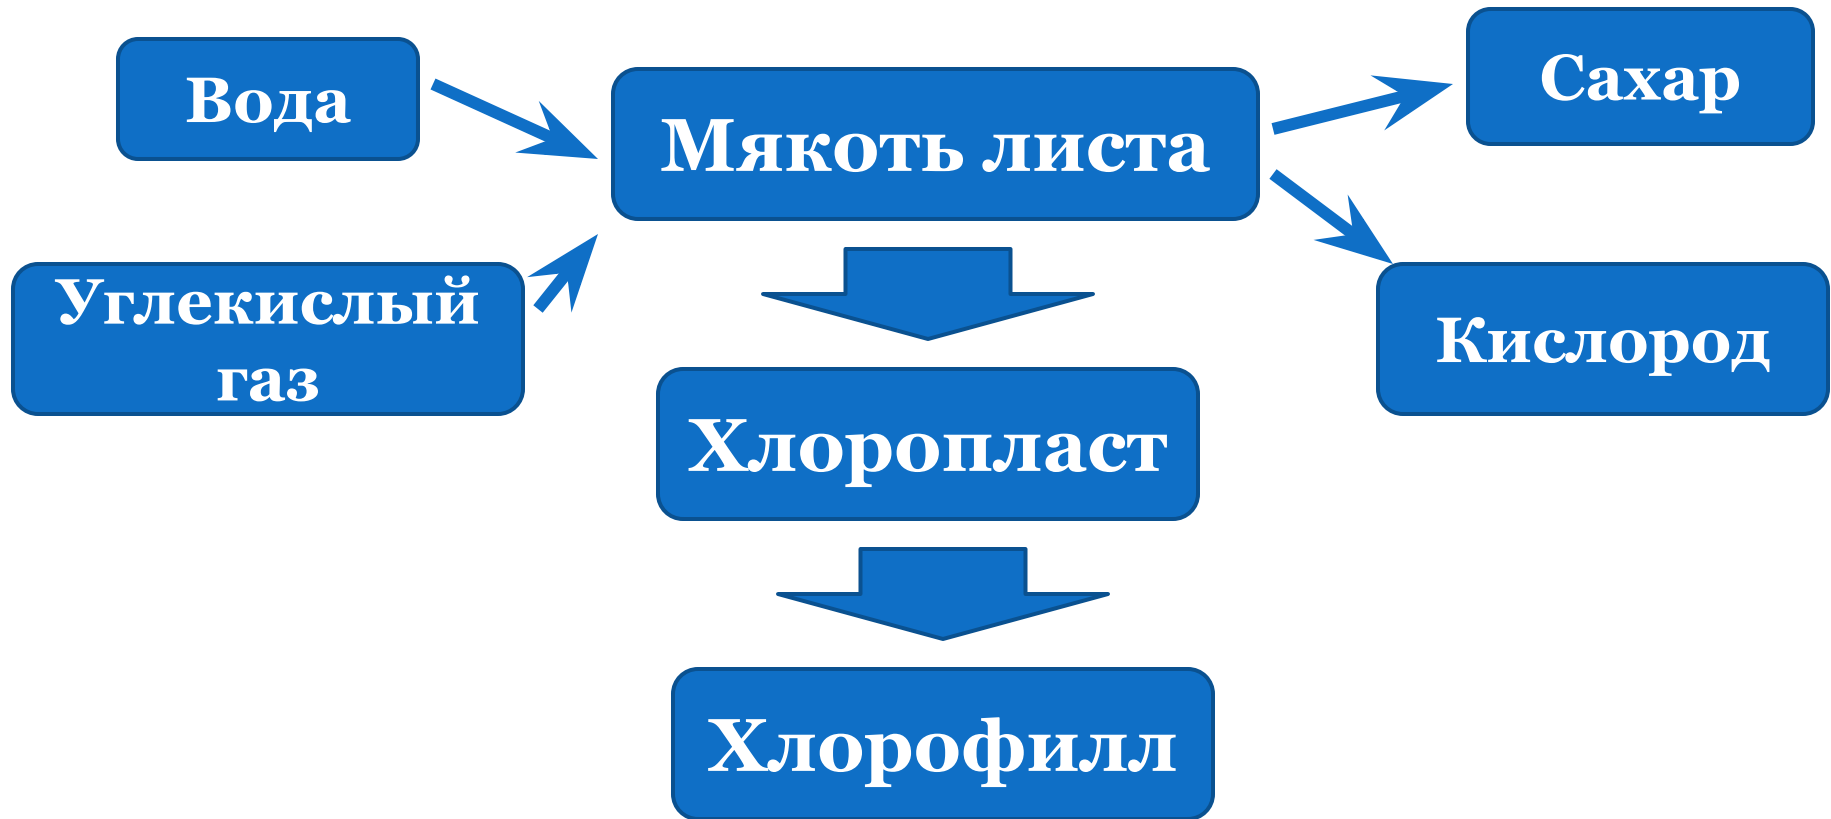 Вода
Мякоть листа
Сахар
Углекислый
газ
Кислород
Хлоропласт
Хлорофилл